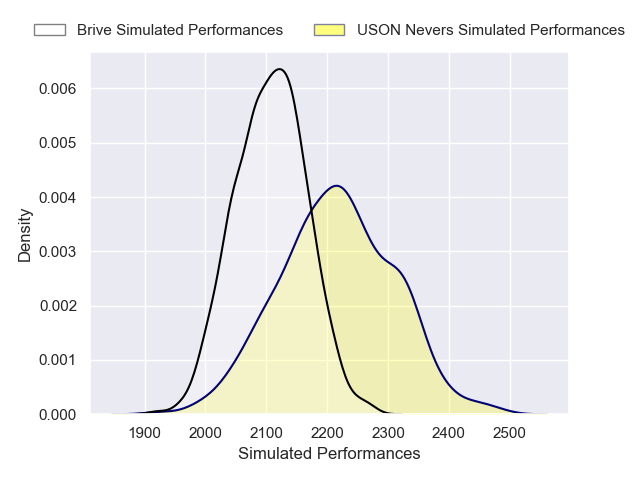 Brive Simulated Performances
USON Nevers Simulated Performances
0.006
0.005
0.004
0.003
0.002
0.001
0.000
Density
1900 2000 2100 2200 2300 2400 2500
Simulated Performances